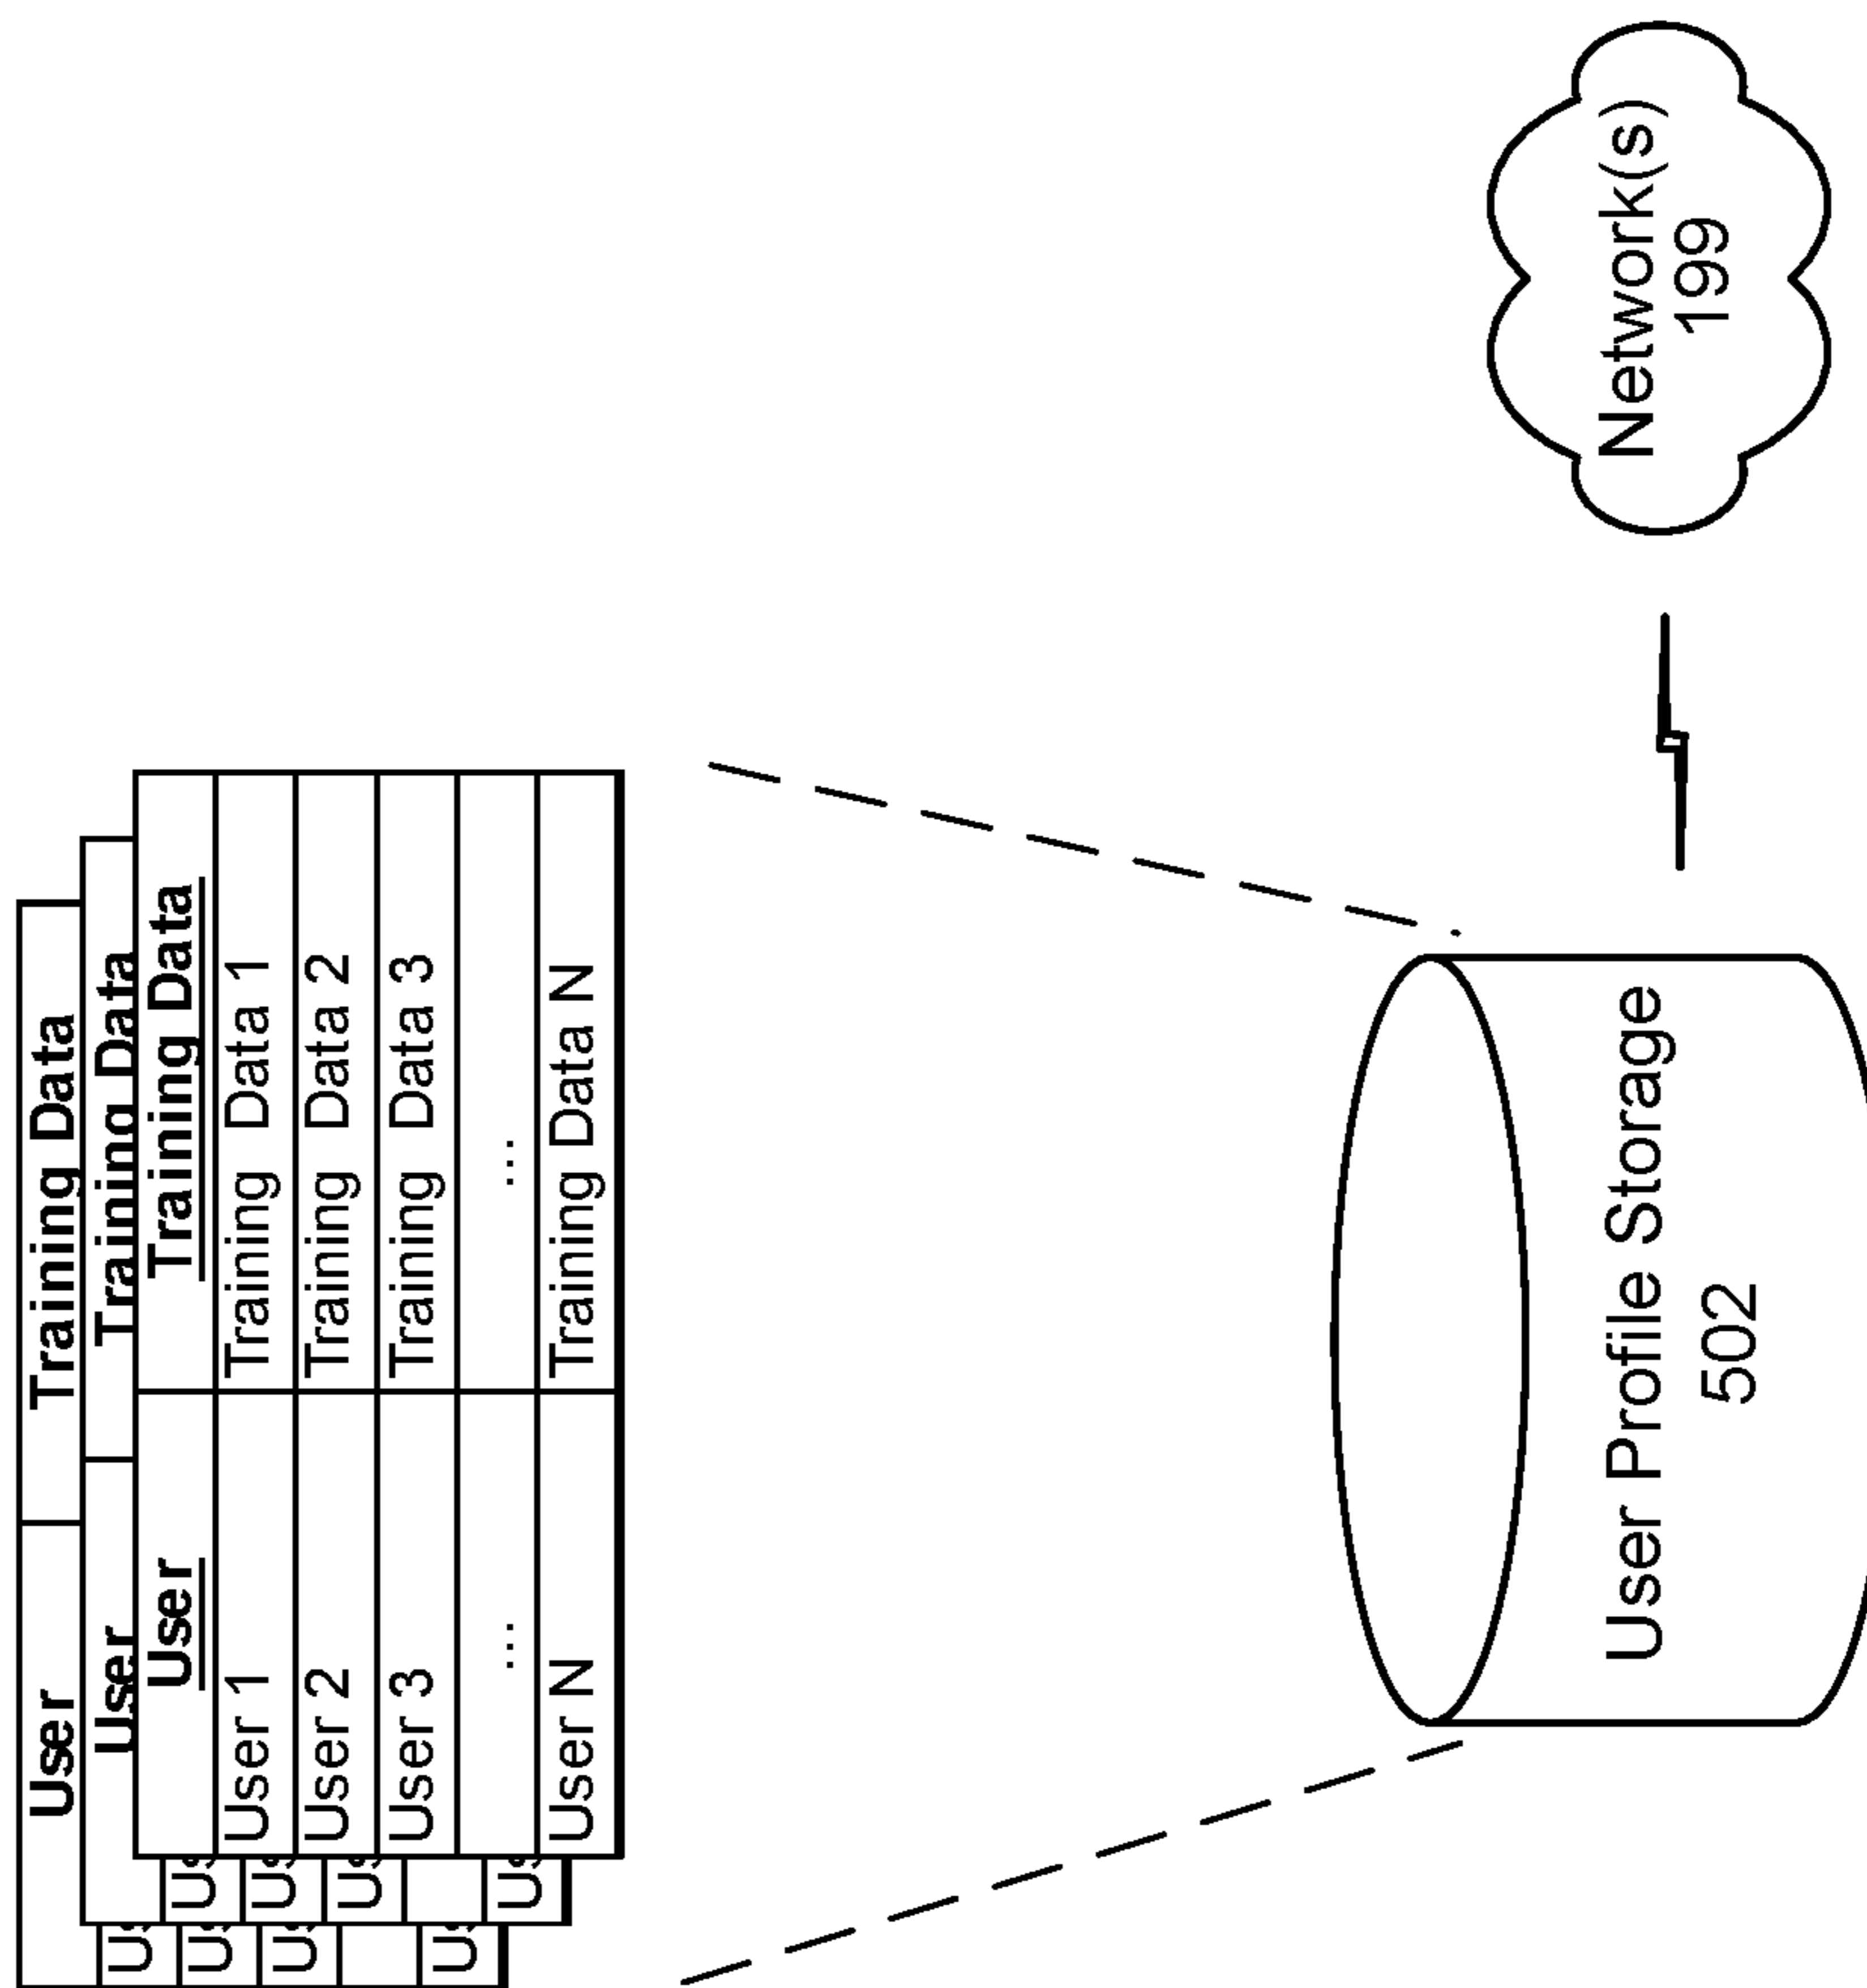 User Training Data
User Training Data
User Training Data
User 1 Training Data 1
User 2 Training Data 2
User 3 Training Data 3
... ...
User N Training Data N
User Profile Storage
502
Network(s)
199